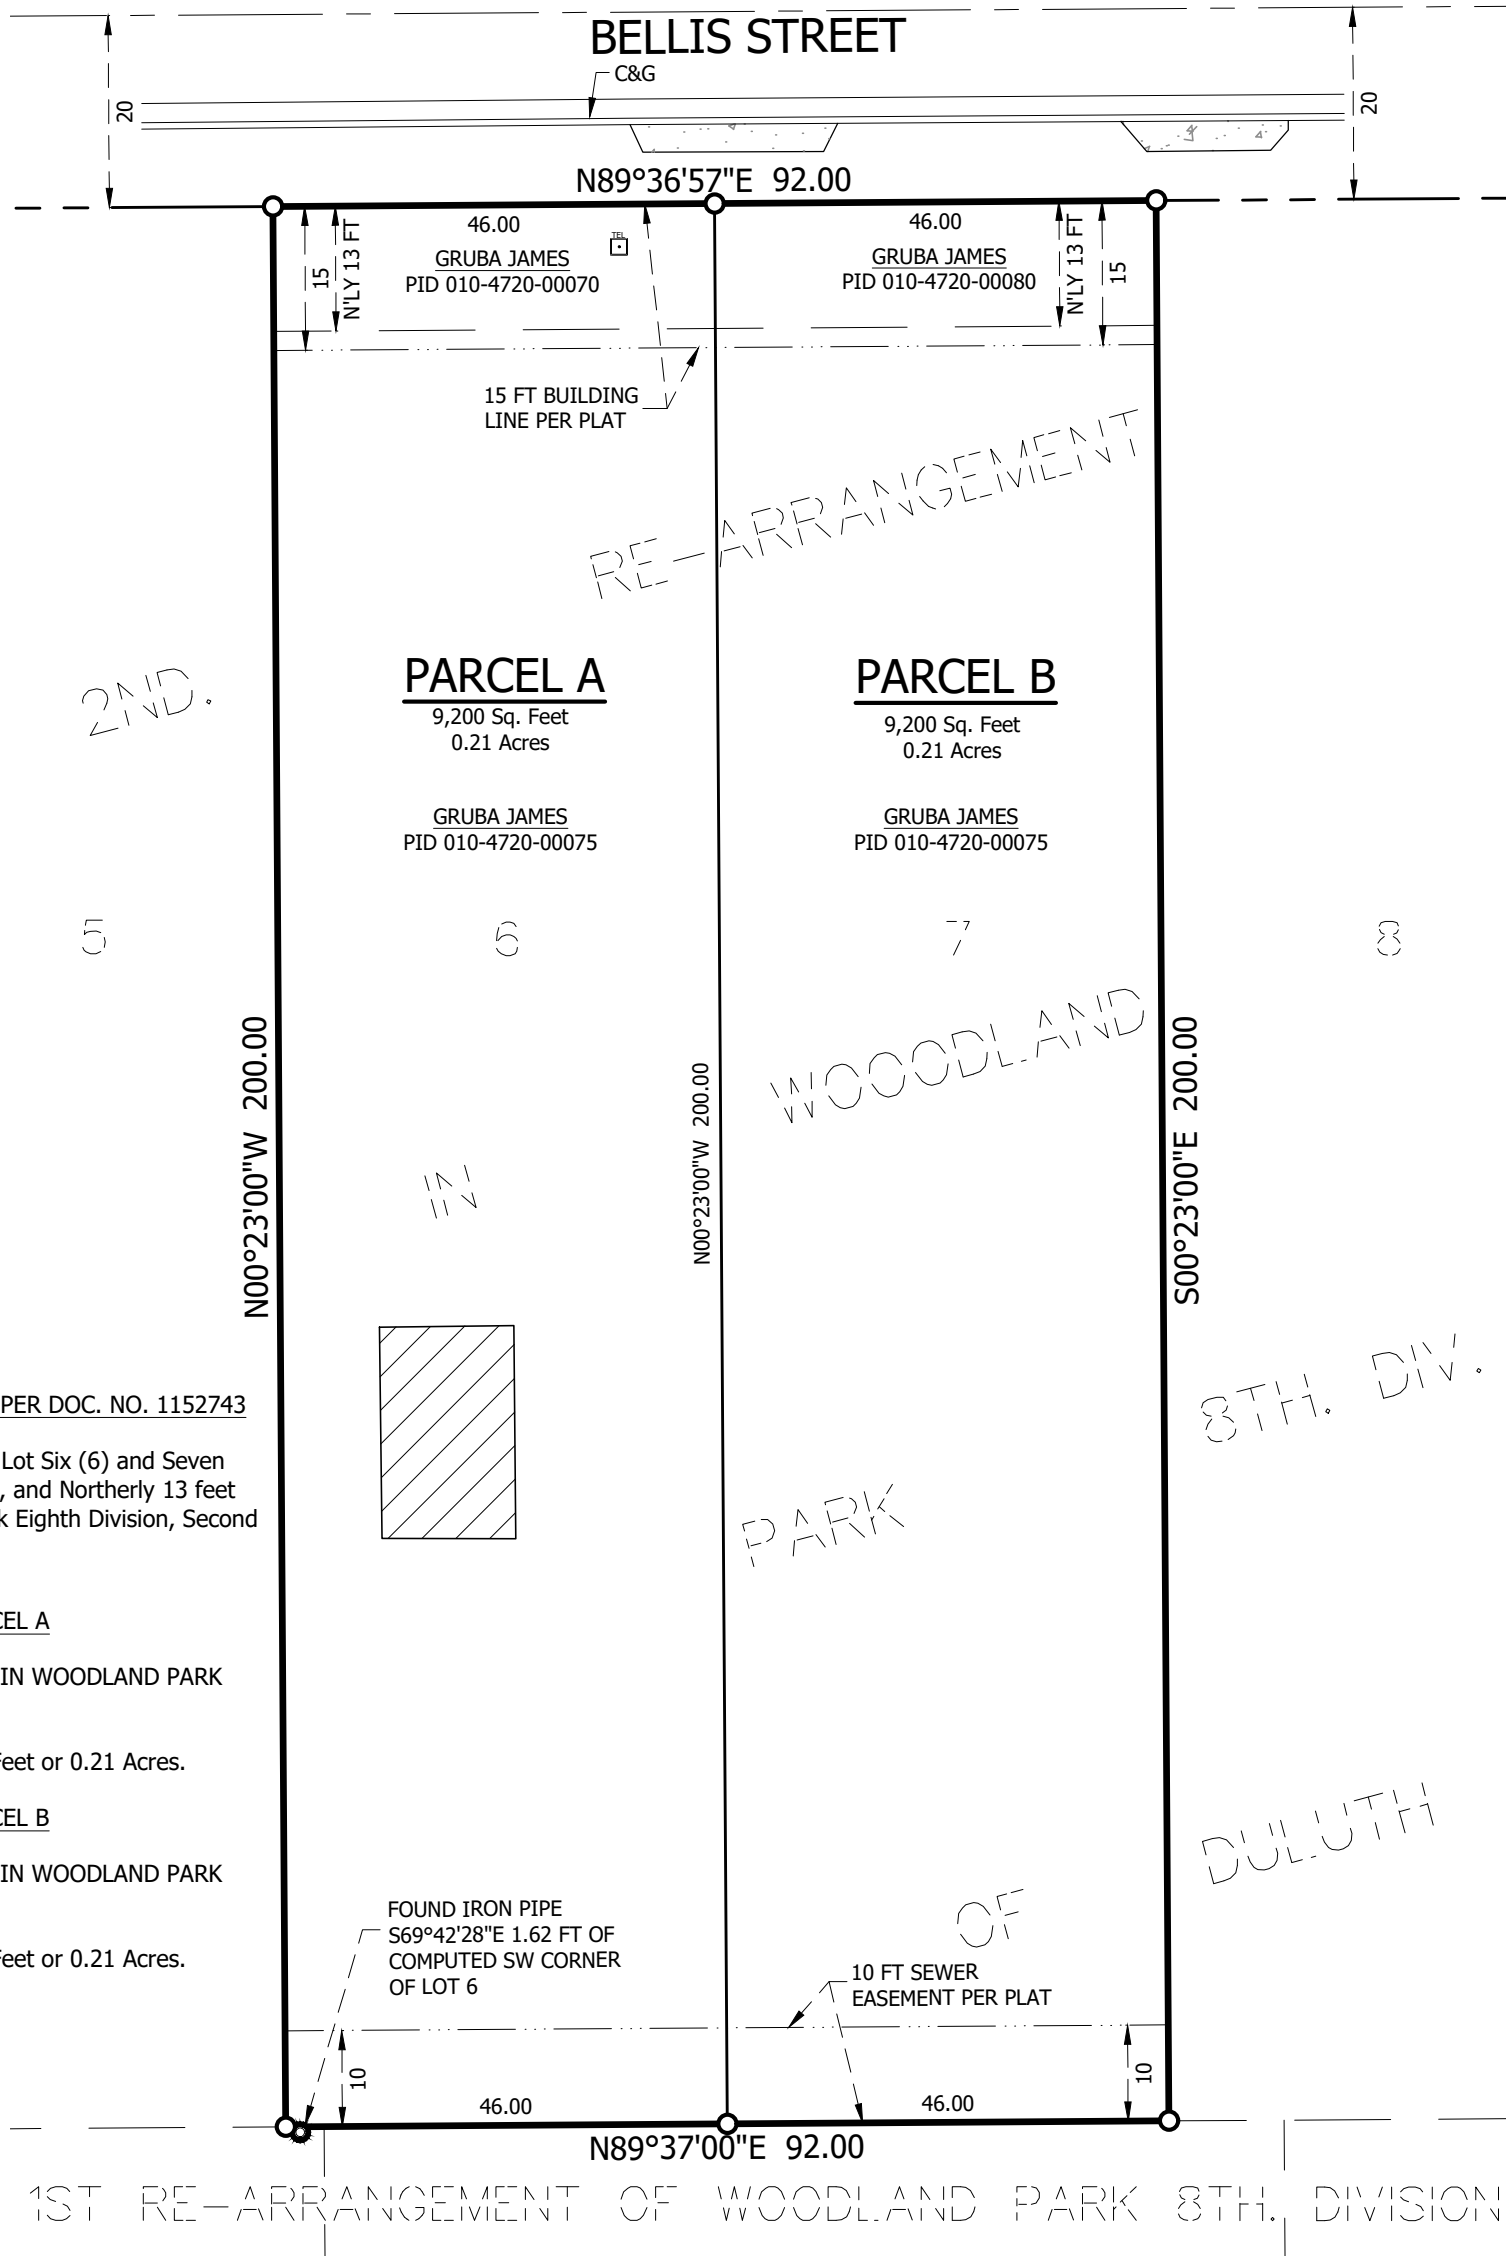 BELLIS STREET
C&G
20
20
N89°36'57"E 92.00
46.00
46.00
TEL
GRUBA JAMES
PID 010-4720-00070
GRUBA JAMES
PID 010-4720-00080
15
N'LY 13 FT
N'LY 13 FT
15
15 FT BUILDING
LINE PER PLAT
RE-ARRANGEMENT
2ND.
PARCEL A
9,200 Sq. Feet
0.21 Acres
PARCEL B
9,200 Sq. Feet
0.21 Acres
GRUBA JAMES
PID 010-4720-00075
GRUBA JAMES
PID 010-4720-00075
5
6
7
8
WOOODLAND
N00°23'00"W 200.00
N00°23'00"W 200.00
S00°23'00"E 200.00
IN
8TH. DIV.
PER DOC. NO. 1152743
Lot Six (6) and Seven
, and Northerly 13 feet
k Eighth Division, Second
PARK
CEL A
IN WOODLAND PARK
Feet or 0.21 Acres.
CEL B
IN WOODLAND PARK
Feet or 0.21 Acres.
DULUTH
OF
FOUND IRON PIPE
S69°42'28"E 1.62 FT OF
COMPUTED SW CORNER
OF LOT 6
10 FT SEWER
EASEMENT PER PLAT
10
10
46.00
46.00
N89°37'00"E 92.00
1ST RE-ARRANGEMENT OF WOODLAND PARK 8TH. DIVISION